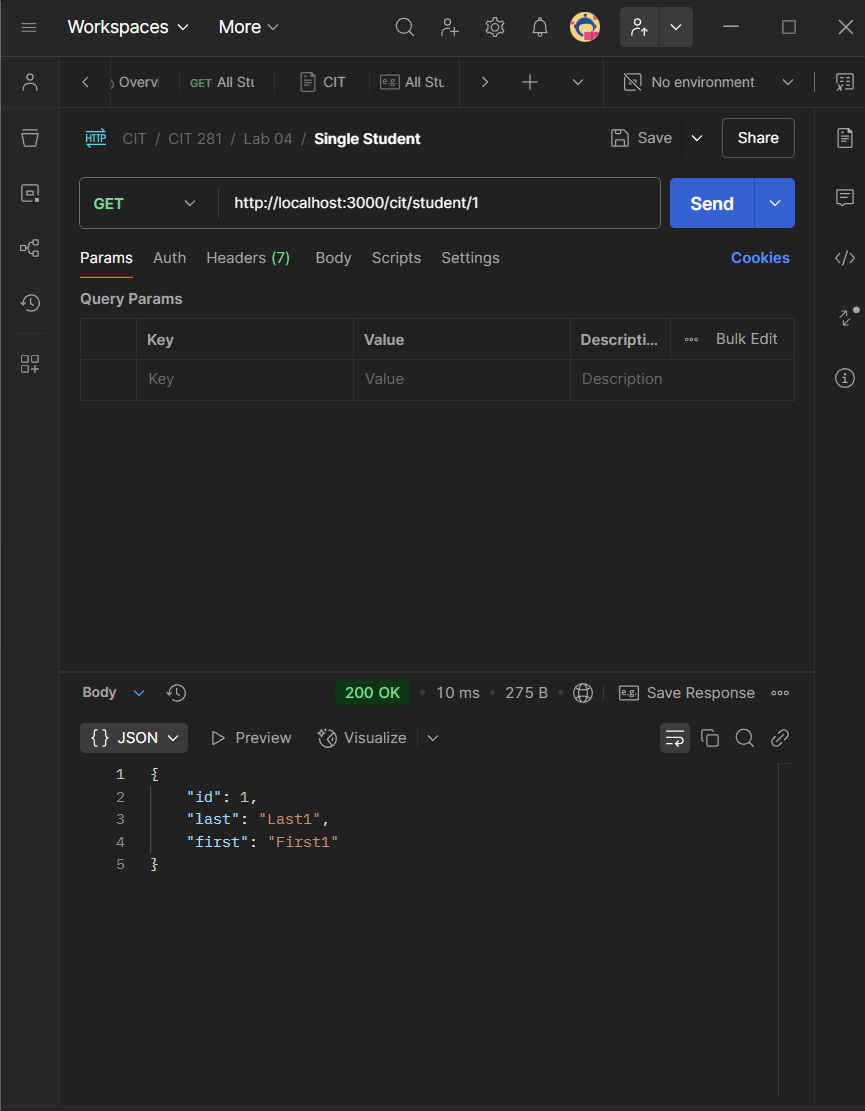 Workspaces More
Overvi GET All Stu CIT e.g. All Stu No environment
HTTP CIT / CIT 281 / Lab 04 / Single Student Save Share
GET http://localhost:3000/cit/student/1 Send
Params Auth Headers (7) Body Scripts Settings Cookies
Query Params
Key Value Descripti... Bulk Edit
Key Value Description
Body 200 OK • 10 ms • 275 B • e.g. Save Response
{} JSON Preview Visualize
1 {
2 "id": 1,
3 "last": "Last1",
4 "first": "First1"
5 }